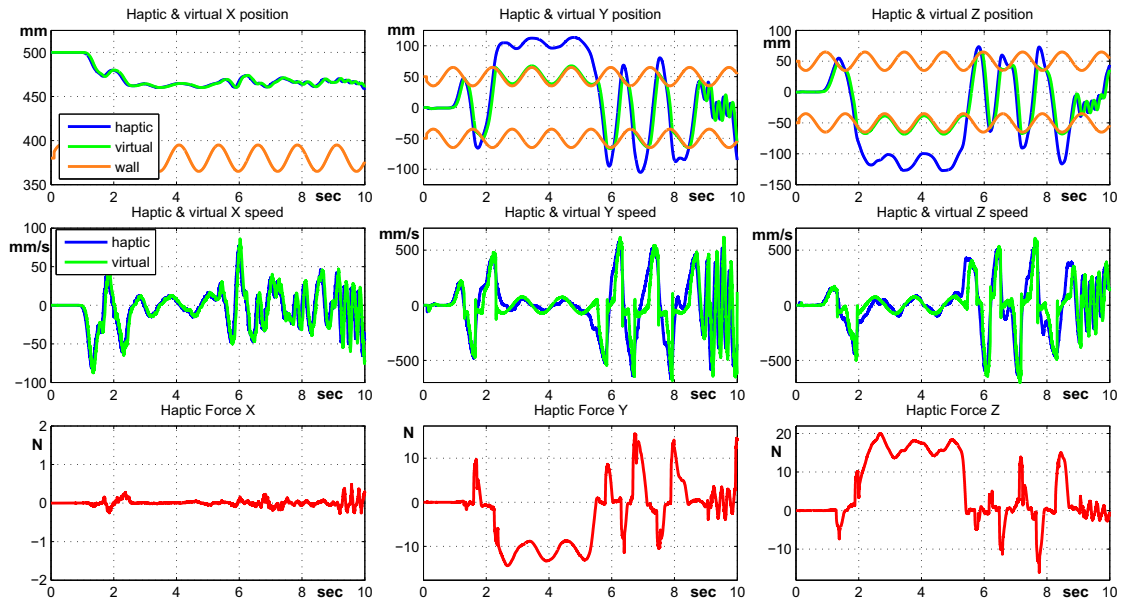 Haptic & virtual X position
Haptic & virtual Y position
Haptic & virtual Z position
mm
500
450
400
350
haptic
virtual
wall
0 2 4 6 8 10
sec
mm
100
50
0
−50
−100
0 2 4 6 8 10
sec
mm
100
50
0
−50
−100
−150
0 2 4 6 8 10
sec
Haptic & virtual X speed
Haptic & virtual Y speed
Haptic & virtual Z speed
mm/s
100
50
0
−50
−100
haptic
virtual
0 2 4 6 8 10
sec
mm/s
500
0
−500
0 2 4 6 8 10
sec
mm/s
500
0
−500
0 2 4 6 8 10
sec
Haptic Force X
Haptic Force Y
Haptic Force Z
N
2
1
0
−1
−2
0 2 4 6 8 10
sec
N
10
0
−10
0 2 4 6 8 10
sec
N
20
10
0
−10
0 2 4 6 8 10
sec